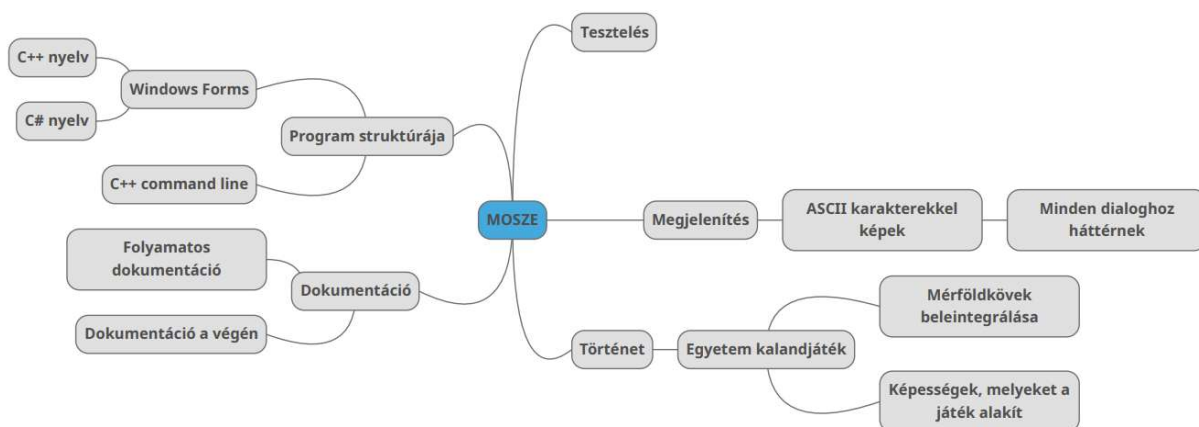 C++ nyelv
C# nyelv
Windows Forms
C++ command line
Program struktúrája
Folyamatos
dokumentáció
Dokumentáció a végén
Dokumentáció
MOSZE
Tesztelés
Megjelenítés
ASCII karakterekkel
képek
Minden dialoghoz
háttérnek
Történet
Egyetem kalandjáték
Mérföldkövek
beleintegrálása
Képességek, melyeket a
játék alakít